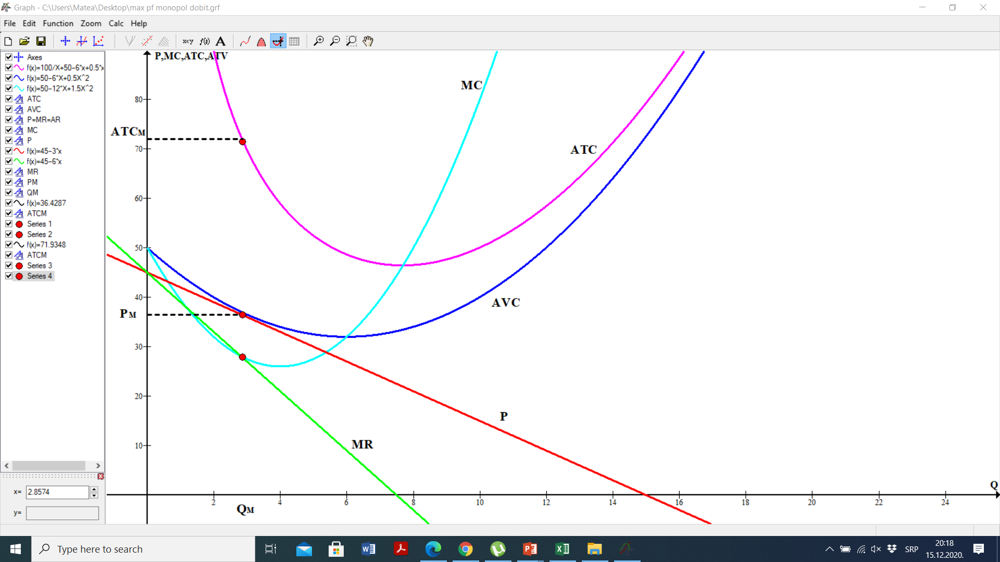 Graph - C:\Users\Matea\Desktop\max pf monopol dobit.grf
File Edit Function Zoom Calc Help
Axes
f(x)=100/X+50-6*x+0.5*x
f(x)=50-6*X+0.5X^2
f(x)=50-12*X+1.5X^2
ATC
AVC
P=MR=AR
MC
P
f(x)=45-3*x
f(x)=45-6*x
MR
PM
QM
f(x)=36.4287
ATCM
Series 1
Series 2
f(x)=71.9348
ATCM
Series 3
Series 4
x= 2.8574
y=
P,MC,ATC,ATV
MC
80
ATCM
70
ATC
60
50
40
AVC
PM
30
20
P
10
MR
Q
2 4 6 8 10 12 14 16 18 20 22 24
QM
Type here to search
SRP
20:18
15.12.2020.